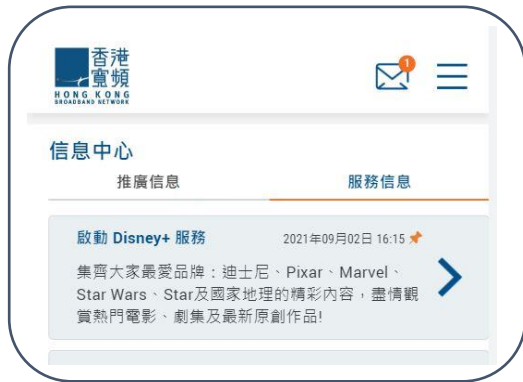 香港
寬頻
HONG KONG
BROADBAND NETWORK
1
信息中心
推廣信息
服務信息
啟動 Disney+ 服務
2021年09月02日 16:15
集齊大家最愛品牌：迪士尼、Pixar、Marvel、
Star Wars、Star及國家地理的精彩內容，盡情觀
賞熱門電影、劇集及最新原創作品!